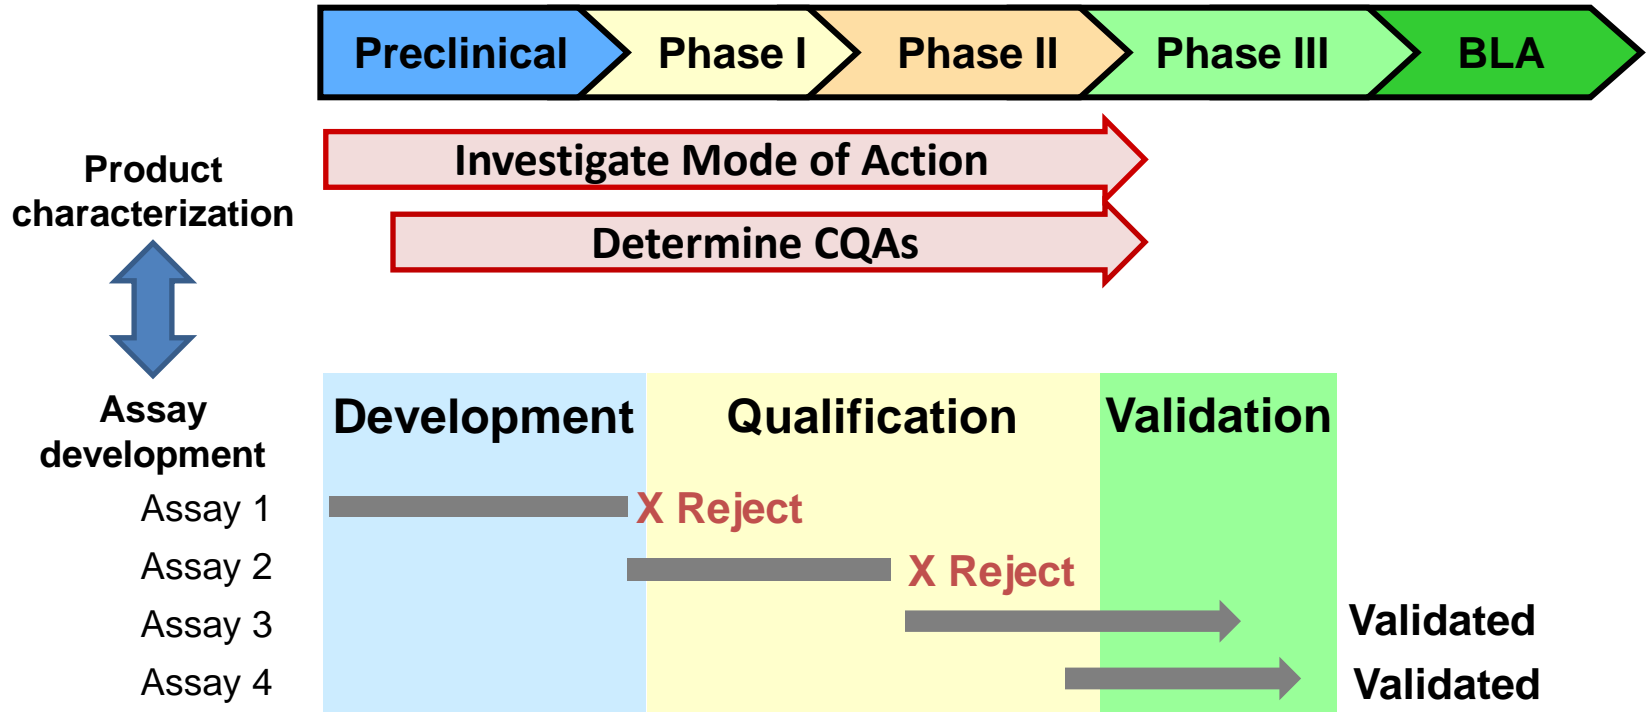 Preclinical Phase I Phase II Phase III BLA
Investigate Mode of Action
Product
characterization
Determine CQAs
Assay
development
Development Qualification Validation
Assay 1 X Reject
Assay 2 X Reject
Assay 3 Validated
Assay 4 Validated